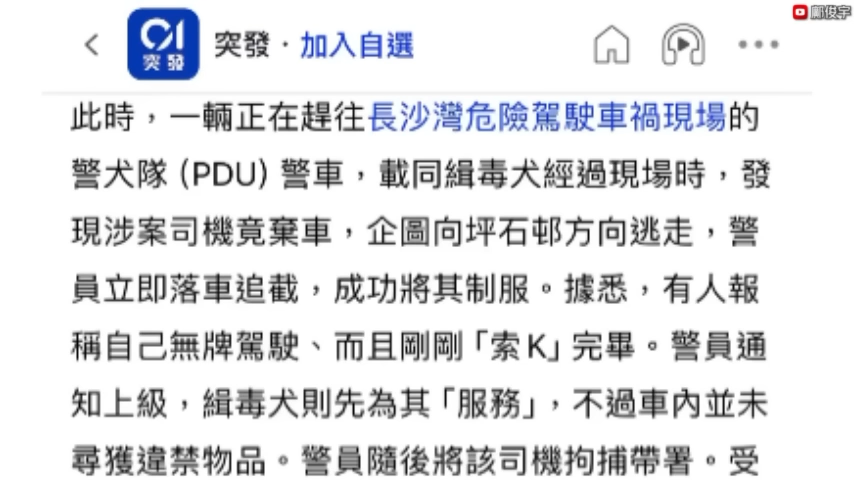 鄺俊宇
01 突發
突發·加入自選
此時，一輛正在趕往長沙灣危險駕駛車禍現場的
警犬隊（PDU）警車，載同緝毒犬經過現場時，發
現涉案司機竟棄車，企圖向坪石邨方向逃走，警
員立即落車追截，成功將其制服。據悉，有人報
稱自己無牌駕駛、而且剛剛「索K」完畢。警員通
知上級，緝毒犬則先為其「服務」，不過車內並未
尋獲違禁物品。警員隨後將該司機拘捕帶署。受